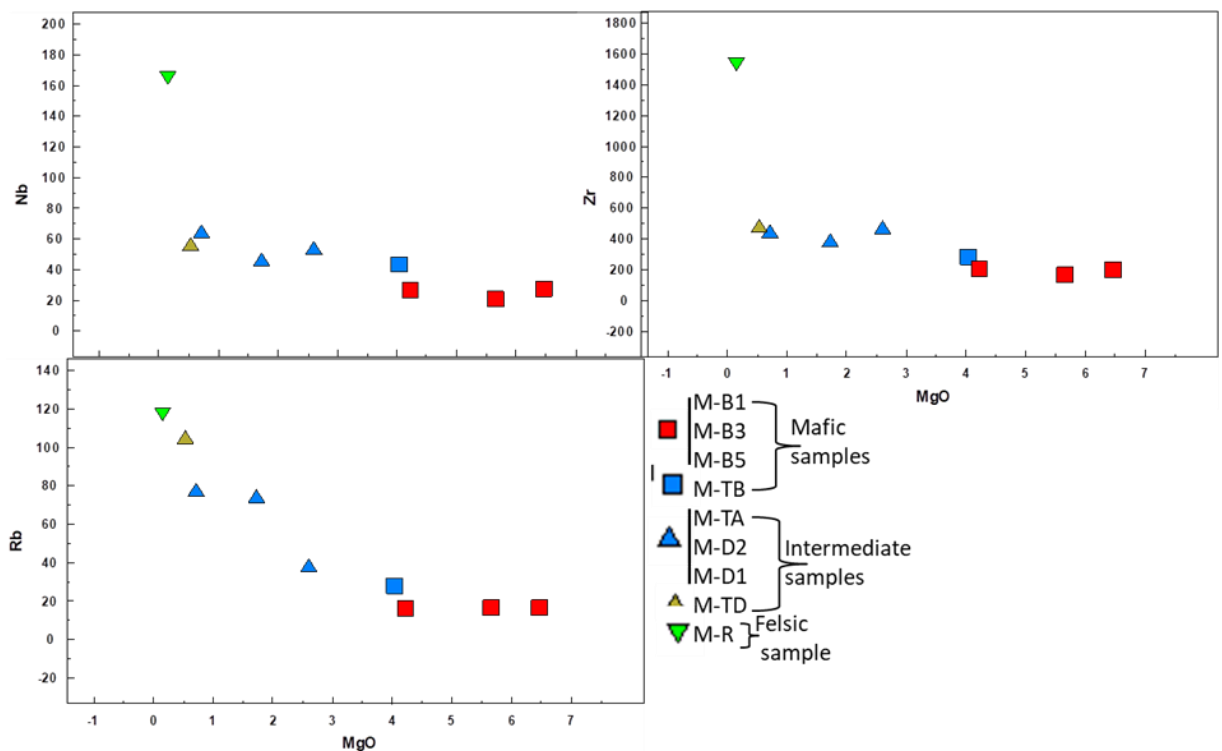 200
180
160
140
120
100
80
60
40
20
0
Nb
1800
1600
1400
1200
1000
800
600
400
200
0
-200
Zr
-1 0 1 2 3 4 5 6 7
MgO
140
120
100
80
60
40
20
0
-20
Rb
-1 0 1 2 3 4 5 6 7
MgO
M-B1
M-B3
M-B5
M-TB
Mafic
samples
M-TA
M-D2
M-D1
M-TD
Intermediate
samples
M-R
Felsic
sample